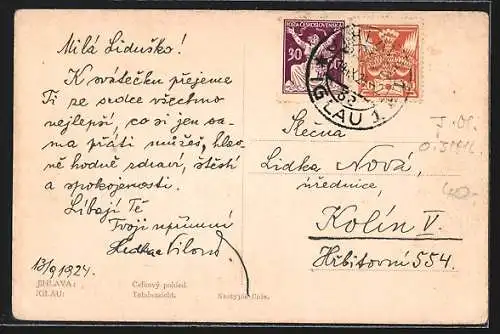 Milá Liduško!
K svátečku přejeme
Ti ze srdce všechno
nejlepší, co si jen sa-
ma přáti můžeš, hlav-
ně hodně zdraví, štěstí
a spokojenosti.
Líbají Tě
Tvoji upřímní
13/9 1924.
JIHLAVA:
IGLAU:
Celkový pohled.
Totalansicht.
POŠTA ČESKOSLOVENSKÁ
30
IGLAU 1
Slečna
Lidka Nová,
úřednice,
Kolín V.
Hřbitovní 554.
40.-